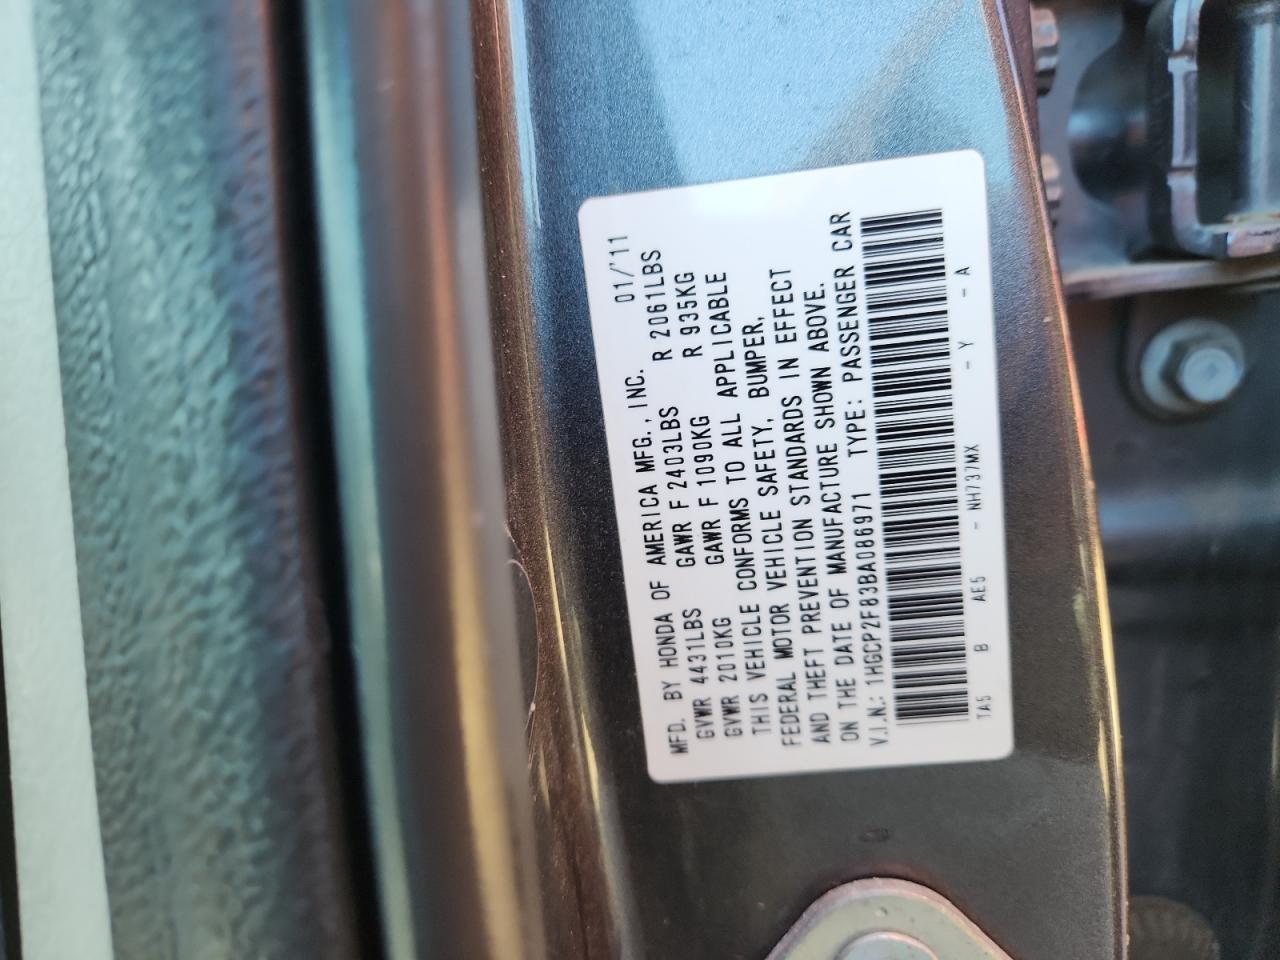 MFD. BY HONDA OF AMERICA MFG., INC. 01/'11
GVWR 4431LBS GAWR F 2403LBS R 2061LBS
GVWR 2010KG GAWR F 1090KG R 935KG
THIS VEHICLE CONFORMS TO ALL APPLICABLE
FEDERAL MOTOR VEHICLE SAFETY, BUMPER,
AND THEFT PREVENTION STANDARDS IN EFFECT
ON THE DATE OF MANUFACTURE SHOWN ABOVE.
V.I.N.: 1HGCP2F83BA086971 TYPE: PASSENGER CAR
TA5 B AE5 - NH737MX - Y - A